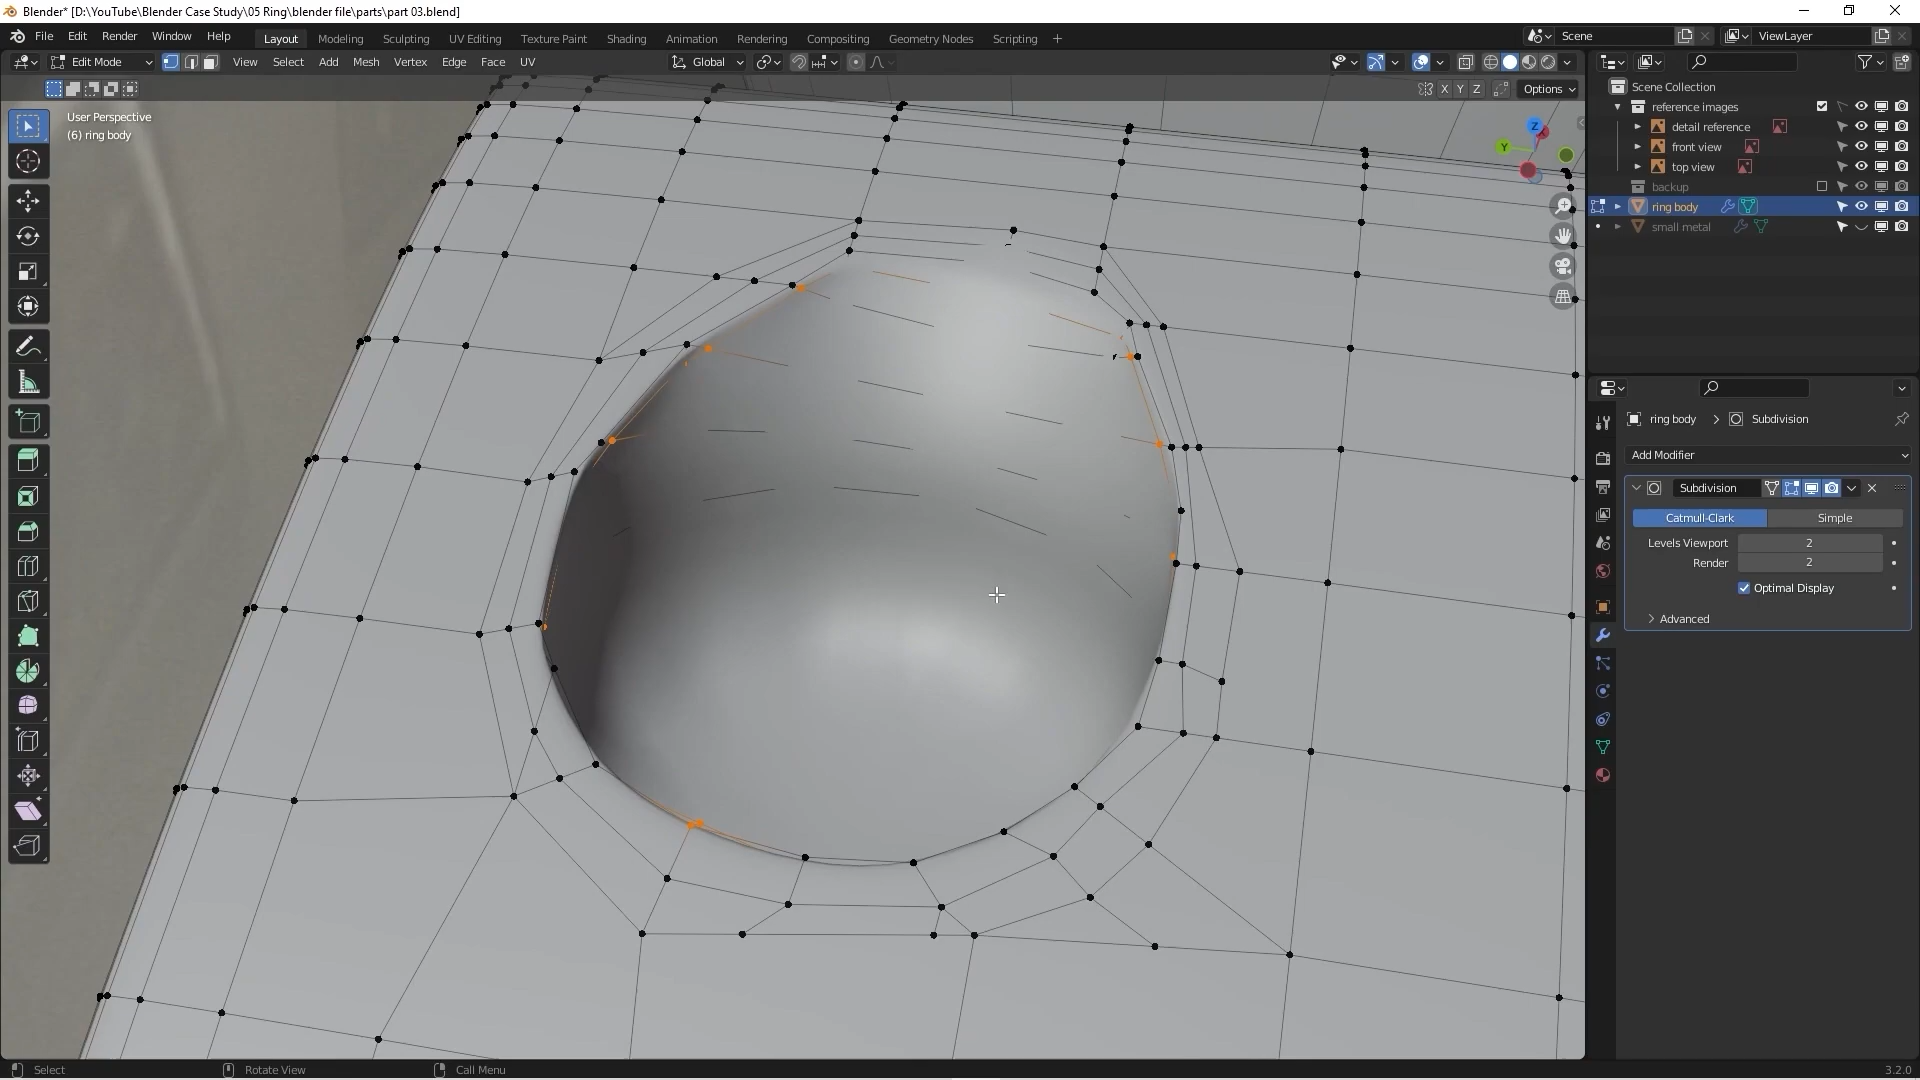 Blender* [D:\YouTube\Blender Case Study\05 Ring\blender file\parts\part 03.blend]
File Edit Render Window Help Layout Modeling Sculpting UV Editing Texture Paint Shading Animation Rendering Compositing Geometry Nodes Scripting + Scene ViewLayer
Edit Mode View Select Add Mesh Vertex Edge Face UV Global
X Y Z Options
User Perspective
(6) ring body
Z
Y
Scene Collection
reference images
detail reference
front view
top view
backup
ring body
small metal
ring body > Subdivision
Add Modifier
Subdivision
Catmull-Clark Simple
Levels Viewport 2
Render 2
Optimal Display
Advanced
Select Rotate View Call Menu 3.2.0